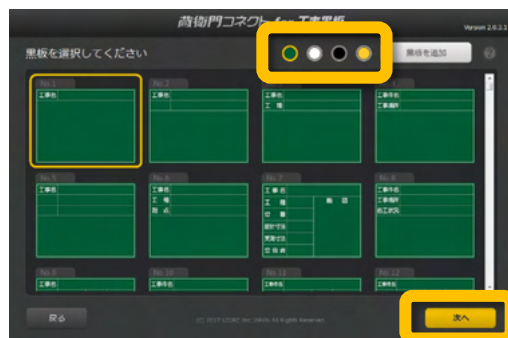 蔵衛門コネクト for 工事黒板
Version 2.0.2.1
黒板を選択してください
黒板を追加
?
No.1
No.2
No.3
No.4
工事名
工事名
工事名
工 種
工事件名
工事場所
No.5
No.6
No.7
No.8
工事名
工事名
工 種
測 点
工 事 名
工 種
位 置
設計寸法
実測寸法
立 会 者
略 図
工事件名
工事場所
施工状況
No.9
No.10
No.11
No.12
工事名
工事件名
工事件名
工事件名
戻る
次へ